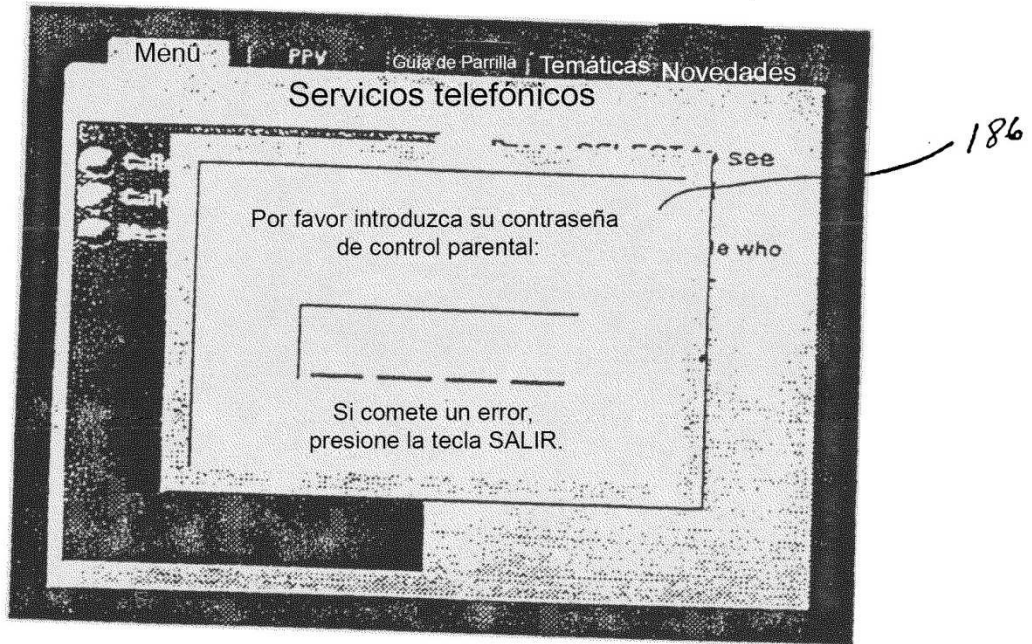 Menú PPV Guía de Parrilla Temáticas Novedades
Servicios telefónicos
186
see
who
Por favor introduzca su contraseña
de control parental:
Si comete un error,
presione la tecla SALIR.